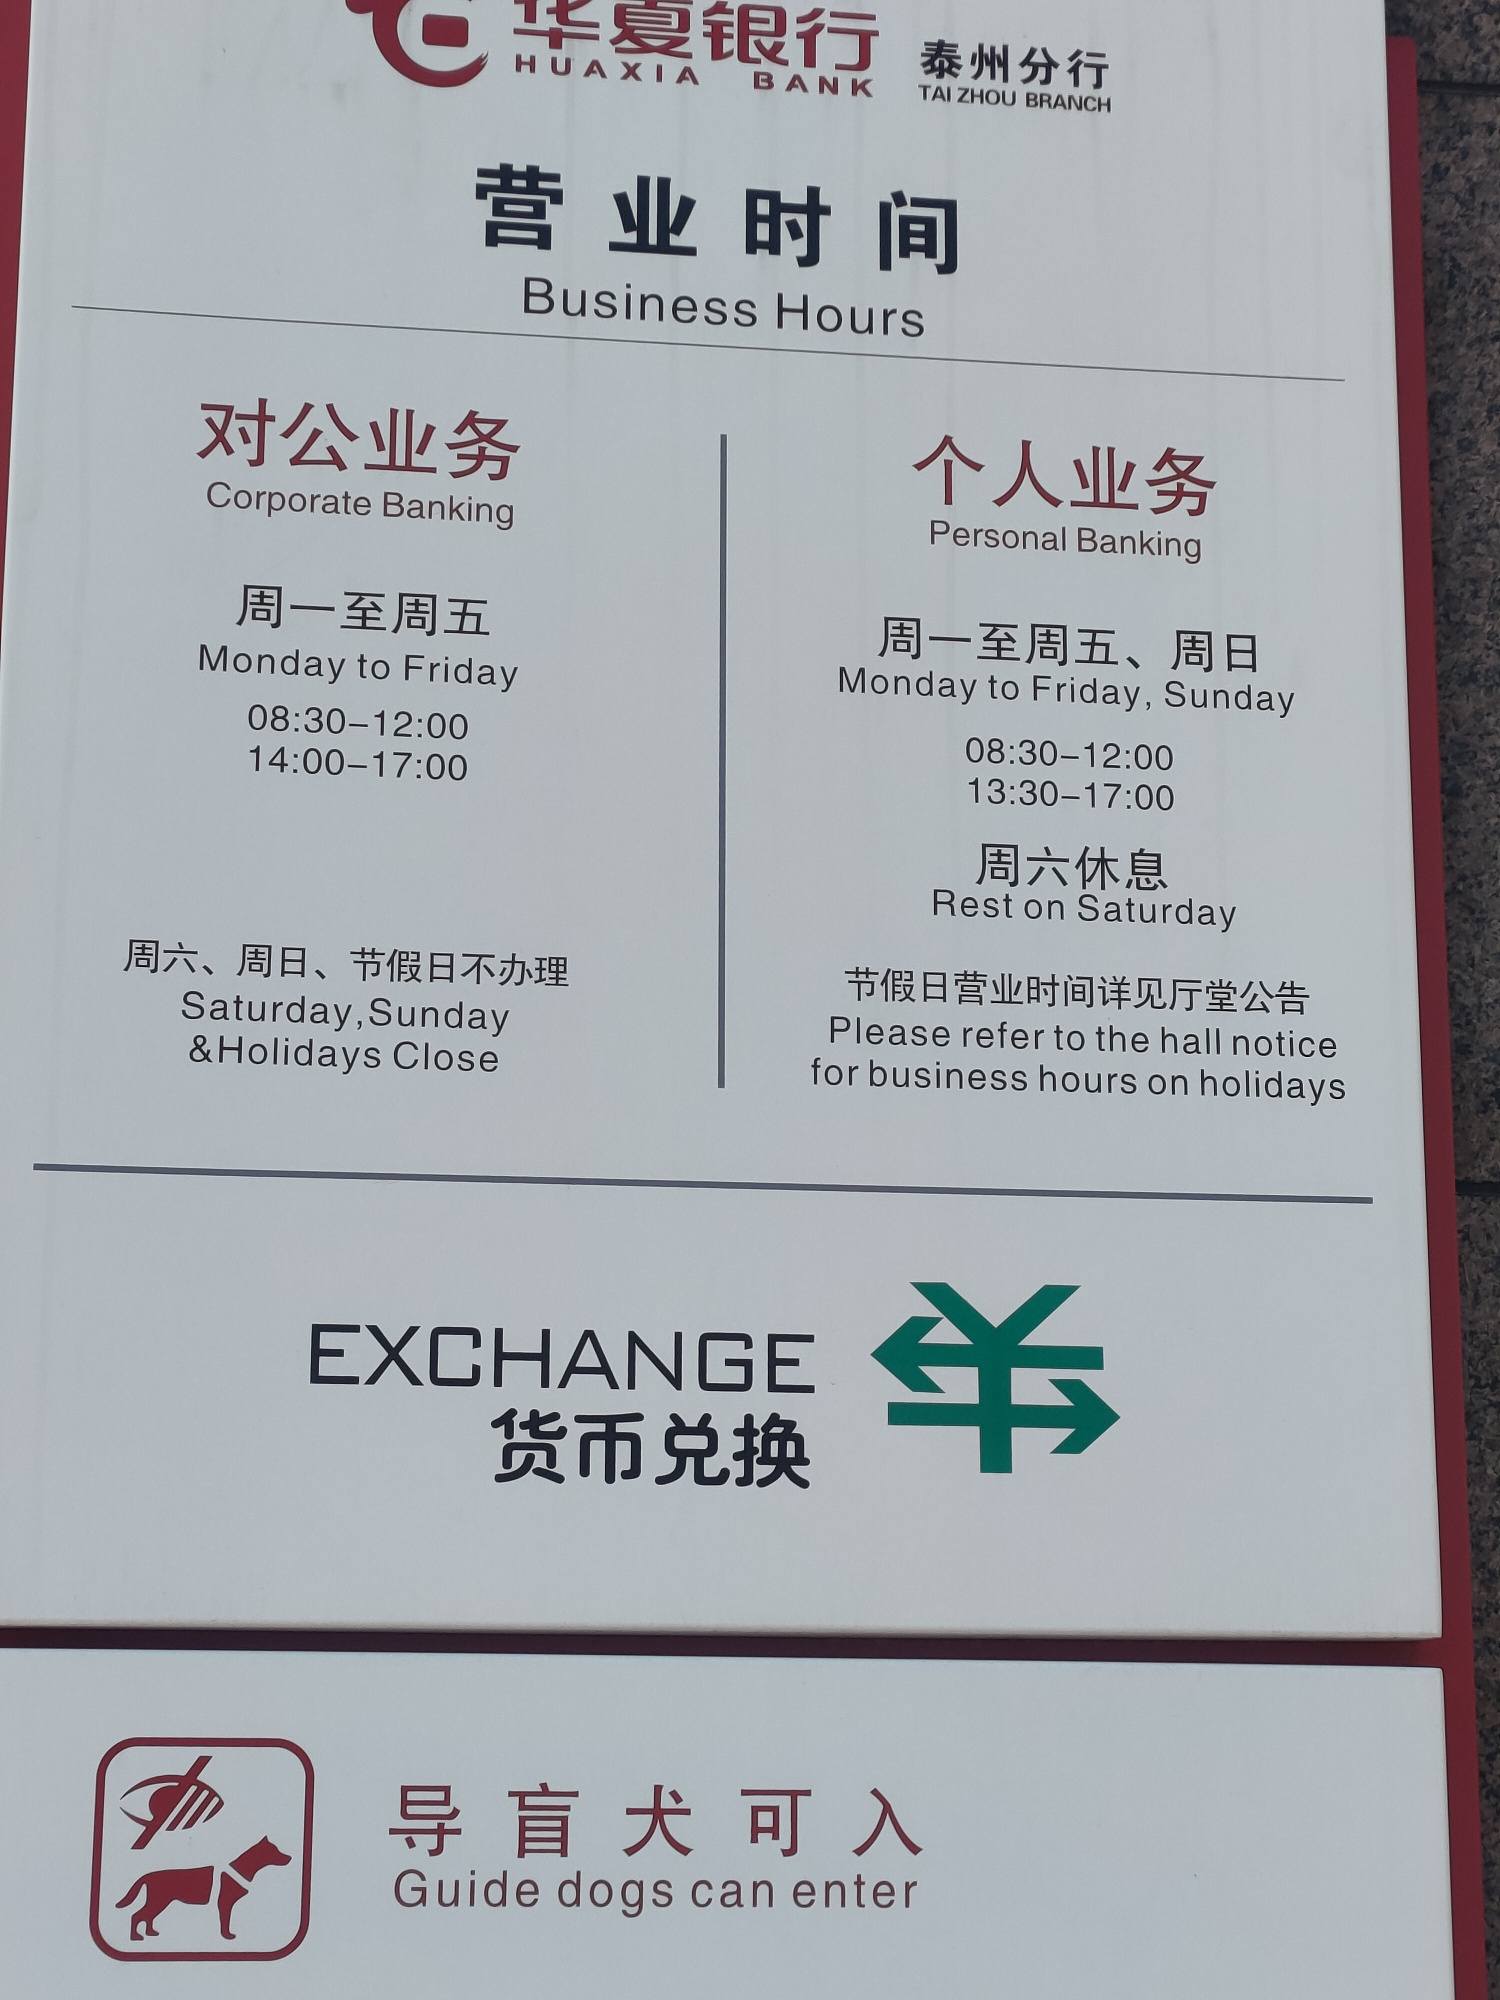 华夏银行 泰州分行
HUAXIA BANK TAI ZHOU BRANCH
营业时间
Business Hours
对公业务
Corporate Banking
周一至周五
Monday to Friday
08:30-12:00
14:00-17:00
周六、周日、节假日不办理
Saturday,Sunday
&Holidays Close
个人业务
Personal Banking
周一至周五、周日
Monday to Friday, Sunday
08:30-12:00
13:30-17:00
周六休息
Rest on Saturday
节假日营业时间详见厅堂公告
Please refer to the hall notice
for business hours on holidays
EXCHANGE
货币兑换
导盲犬可入
Guide dogs can enter